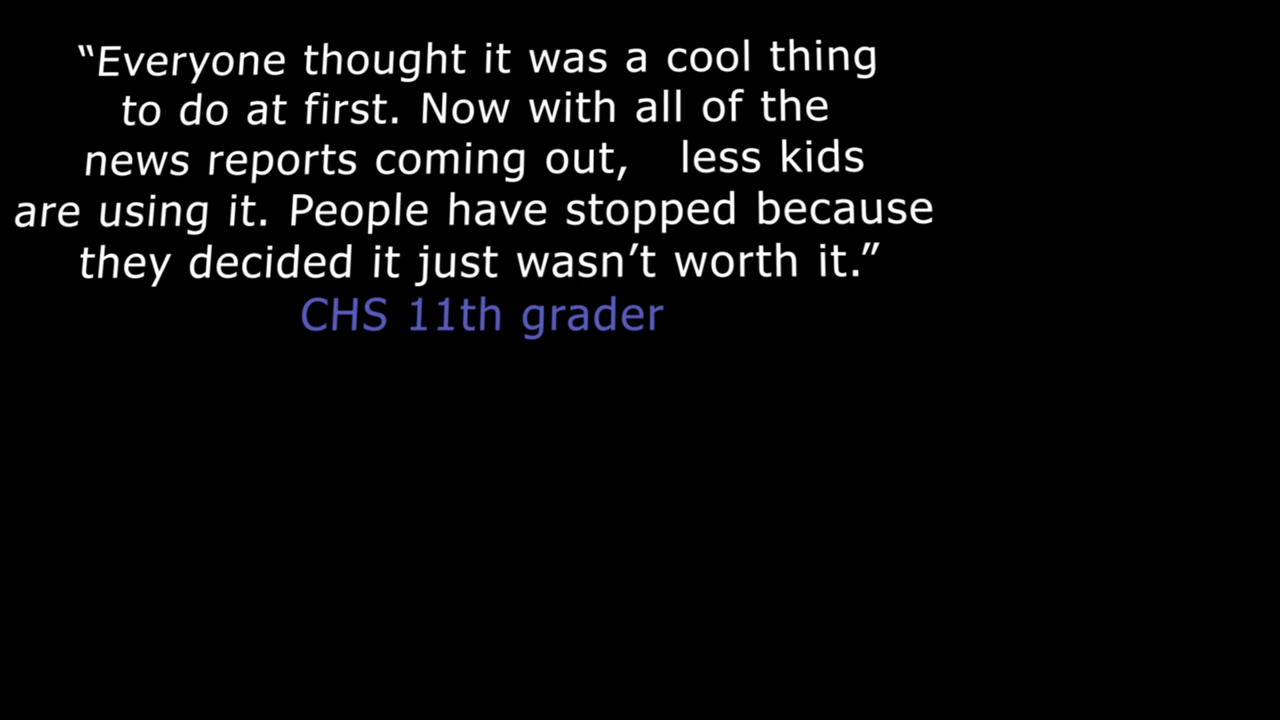 “Everyone thought it was a cool thing
to do at first. Now with all of the
news reports coming out, less kids
are using it. People have stopped because
they decided it just wasn’t worth it.”
CHS 11th grader